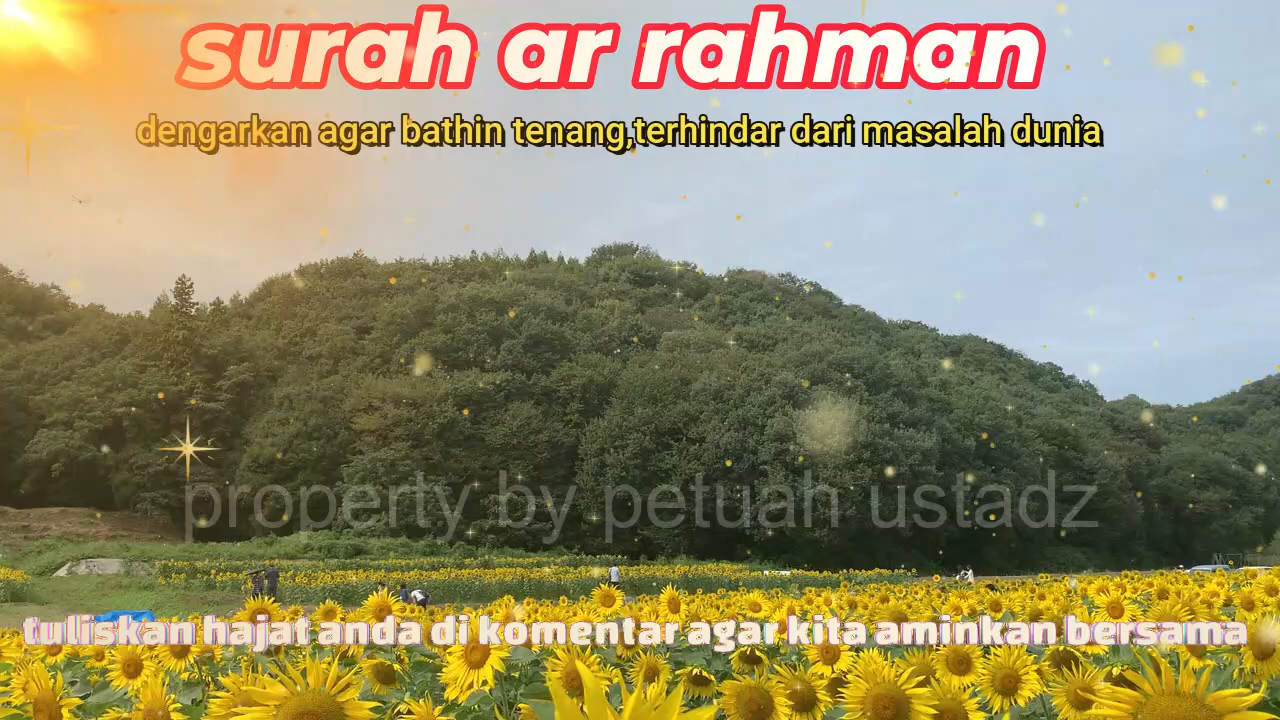 surah ar rahman
dengarkan agar bathin tenang,terhindar dari masalah dunia
property by petuah ustadz
tuliskan hajat anda di komentar agar kita aminkan bersama